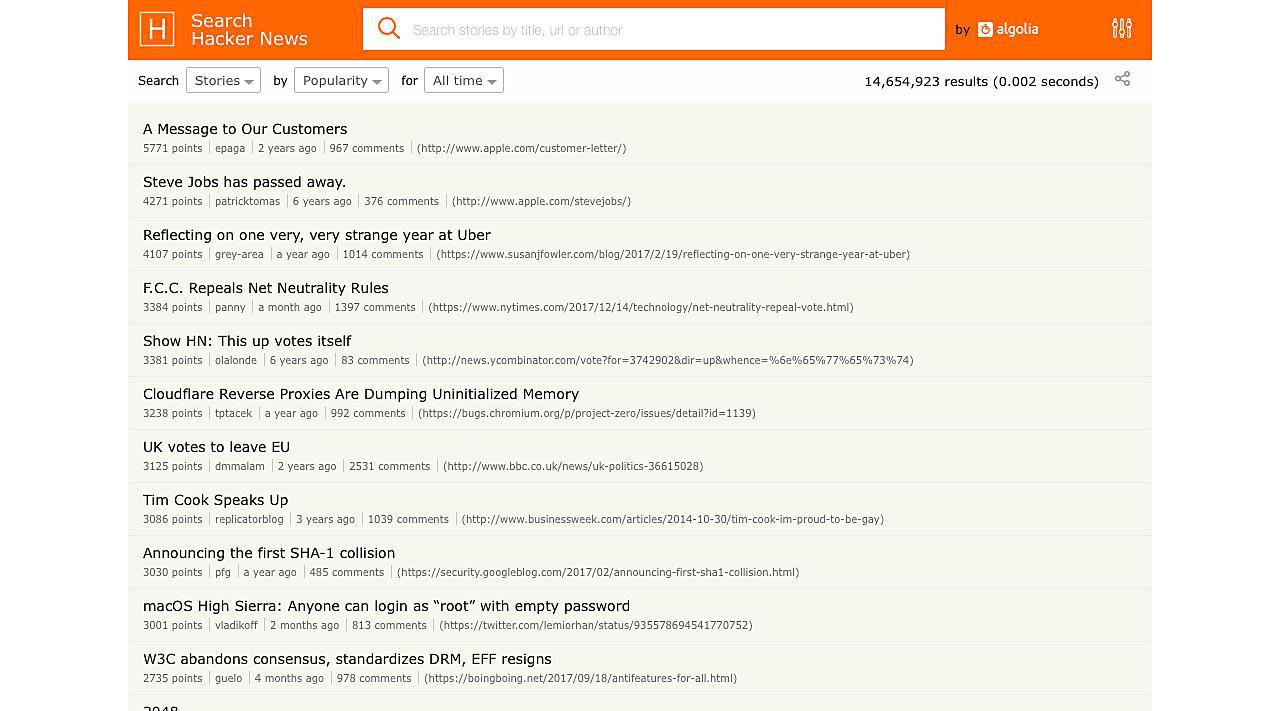 H
Search
Hacker News
Search stories by title, url or author
by algolia
Search Stories by Popularity for All time
14,654,923 results (0.002 seconds)
A Message to Our Customers
5771 points | epaga | 2 years ago | 967 comments | (http://www.apple.com/customer-letter/)
Steve Jobs has passed away.
4271 points | patricktomas | 6 years ago | 376 comments | (http://www.apple.com/stevejobs/)
Reflecting on one very, very strange year at Uber
4107 points | grey-area | a year ago | 1014 comments | (https://www.susanjfowler.com/blog/2017/2/19/reflecting-on-one-very-strange-year-at-uber)
F.C.C. Repeals Net Neutrality Rules
3384 points | panny | a month ago | 1397 comments | (https://www.nytimes.com/2017/12/14/technology/net-neutrality-repeal-vote.html)
Show HN: This up votes itself
3381 points | olalonde | 6 years ago | 83 comments | (http://news.ycombinator.com/vote?for=3742902&dir=up&whence=%6e%65%77%65%73%74)
Cloudflare Reverse Proxies Are Dumping Uninitialized Memory
3238 points | tptacek | a year ago | 992 comments | (https://bugs.chromium.org/p/project-zero/issues/detail?id=1139)
UK votes to leave EU
3125 points | dmmalam | 2 years ago | 2531 comments | (http://www.bbc.co.uk/news/uk-politics-36615028)
Tim Cook Speaks Up
3086 points | replicatorblog | 3 years ago | 1039 comments | (http://www.businessweek.com/articles/2014-10-30/tim-cook-im-proud-to-be-gay)
Announcing the first SHA-1 collision
3030 points | pfg | a year ago | 485 comments | (https://security.googleblog.com/2017/02/announcing-first-sha1-collision.html)
macOS High Sierra: Anyone can login as “root” with empty password
3001 points | vladikoff | 2 months ago | 813 comments | (https://twitter.com/lemiorhan/status/935578694541770752)
W3C abandons consensus, standardizes DRM, EFF resigns
2735 points | guelo | 4 months ago | 978 comments | (https://boingboing.net/2017/09/18/antifeatures-for-all.html)
2048